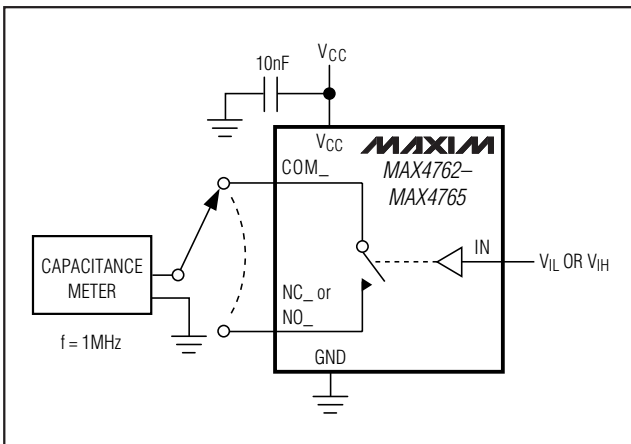 VCC
10nF
VCC
MAXIM
COM_
MAX4762–
MAX4765
IN
VIL OR VIH
CAPACITANCE
METER
NC_ or
NO_
f = 1MHz
GND